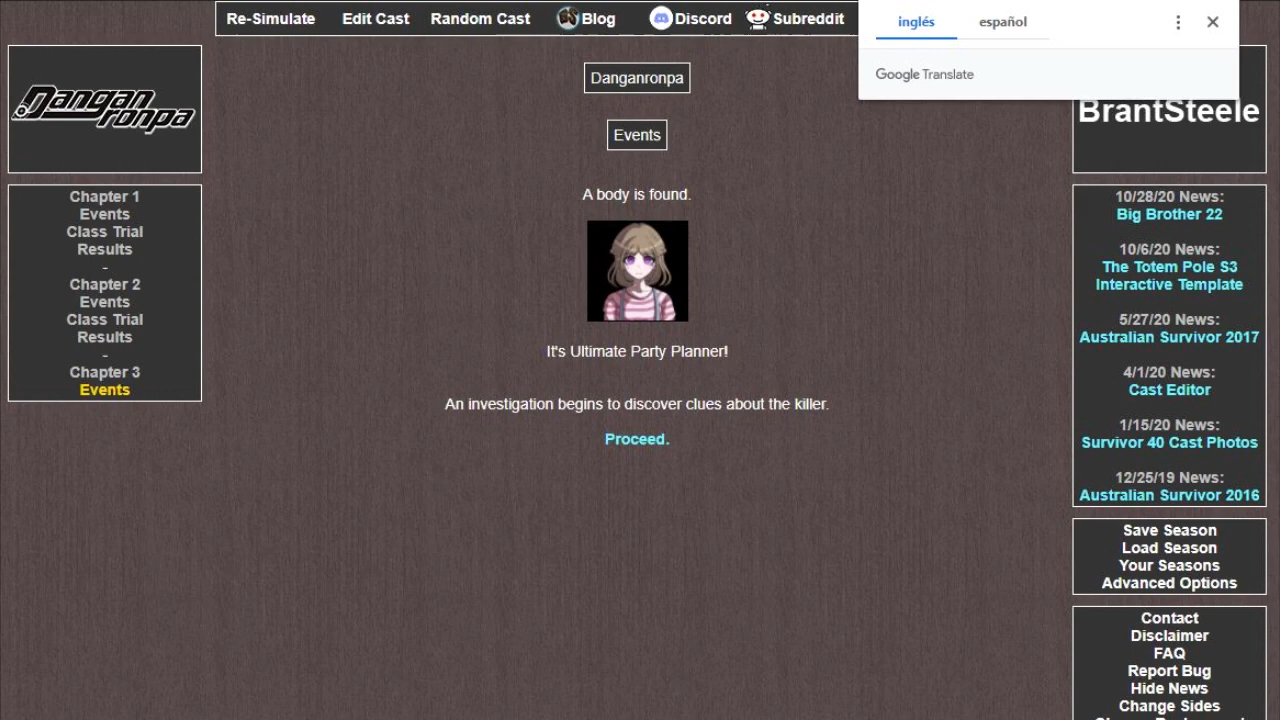 Re-Simulate Edit Cast Random Cast Blog Discord Subreddit
inglés español
Google Translate
Dangan
ronpa
Chapter 1
Events
Class Trial
Results
-
Chapter 2
Events
Class Trial
Results
-
Chapter 3
Events
Danganronpa
Events
A body is found.
It's Ultimate Party Planner!
An investigation begins to discover clues about the killer.
Proceed.
BrantSteele
10/28/20 News:
Big Brother 22
10/6/20 News:
The Totem Pole S3
Interactive Template
5/27/20 News:
Australian Survivor 2017
4/1/20 News:
Cast Editor
1/15/20 News:
Survivor 40 Cast Photos
12/25/19 News:
Australian Survivor 2016
Save Season
Load Season
Your Seasons
Advanced Options
Contact
Disclaimer
FAQ
Report Bug
Hide News
Change Sides